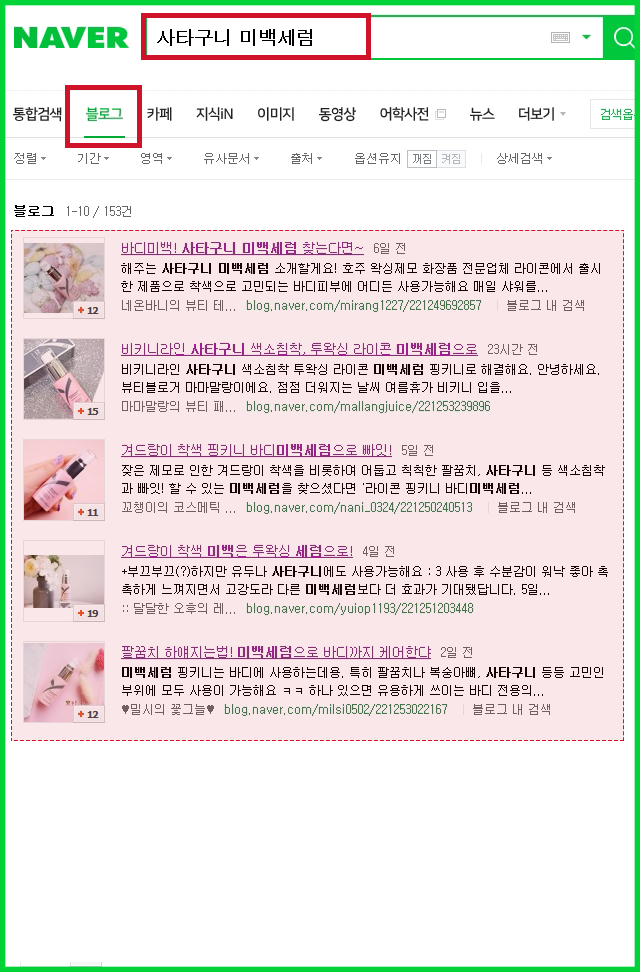 NAVER 사타구니 미백세럼
통합검색 블로그 카페 지식iN 이미지 동영상 어학사전 뉴스 더보기 검색옵
정렬 기간 영역 유사문서 출처 옵션유지 꺼짐 켜짐 상세검색
블로그 1-10 / 153건
바디미백! 사타구니 미백세럼 찾는다면~ 6일 전
해주는 사타구니 미백세럼 소개할게요! 호주 왁싱제모 화장품 전문업체 라이콘에서 출시
한 제품으로 착색으로 고민되는 바디피부에 어디든 사용가능해요 매일 샤워를...
네온바니의 뷰티 테... blog.naver.com/mirang1227/221249692857 블로그 내 검색
+ 12
비키니라인 사타구니 색소침착, 투왁싱 라이콘 미백세럼으로 23시간 전
비키니라인 사타구니 색소침착 투왁싱 라이콘 미백세럼 핑키니로 해결해요. 안녕하세요.
뷰티블로거 마마말랑이에요. 점점 더워지는 날씨 여름휴가 비키니 입을...
마마말랑의 뷰티 패... blog.naver.com/mallangjuice/221253239896
+ 15
겨드랑이 착색 핑키니 바디미백세럼으로 빠잇! 5일 전
잦은 제모로 인한 겨드랑이 착색을 비롯하여 어둡고 칙칙한 팔꿈치, 사타구니 등 색소침착
과 빠잇! 할 수 있는 미백세럼을 찾으셨다면 '라이콘 핑키니 바디미백세럼...
꼬챙이의 코스메틱 ... blog.naver.com/nani_0324/221250240513 블로그 내 검색
+ 11
겨드랑이 착색 미백은 투왁싱 세럼으로! 4일 전
+부끄부끄(?)하지만 유두나 사타구니에도 사용가능해요 : 3 사용 후 수분감이 워낙 좋아 촉
촉하게 느껴지면서 고강도라 다른 미백세럼보다 더 효과가 기대됐답니다. 5일...
:: 달달한 오후의 레... blog.naver.com/yuiop1193/221251203448
+ 19
팔꿈치 하얘지는법! 미백세럼으로 바디까지 케어한댜 2일 전
미백세럼 핑키니는 바디에 사용하는데용. 특히 팔꿈치나 복숭아뼈, 사타구니 등등 고민인
부위에 모두 사용이 가능해요 ㅋㅋ 하나 있으면 유용하게 쓰이는 바디 전용의...
♥밀시의 꽃그늘♥ blog.naver.com/milsi0502/221253022167 블로그 내 검색
+ 12